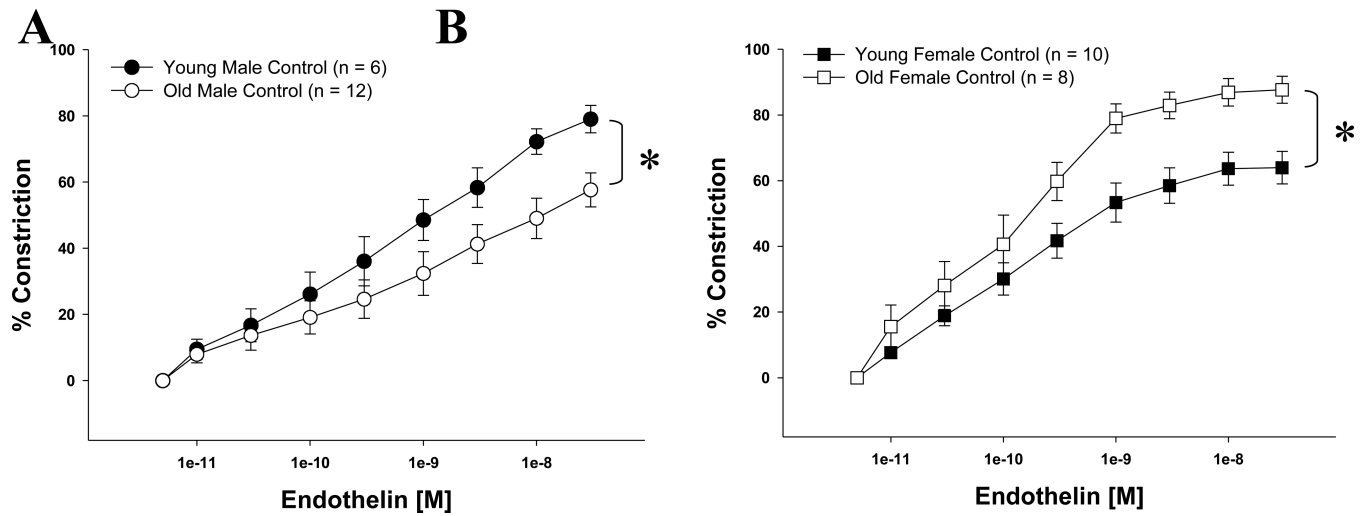 A
B
100
80
60
40
20
0
Young Male Control (n = 6)
Old Male Control (n = 12)
*
% Constriction
1e-11 1e-10 1e-9 1e-8
Endothelin [M]
100
80
60
40
20
0
Young Female Control (n = 10)
Old Female Control (n = 8)
*
% Constriction
1e-11 1e-10 1e-9 1e-8
Endothelin [M]